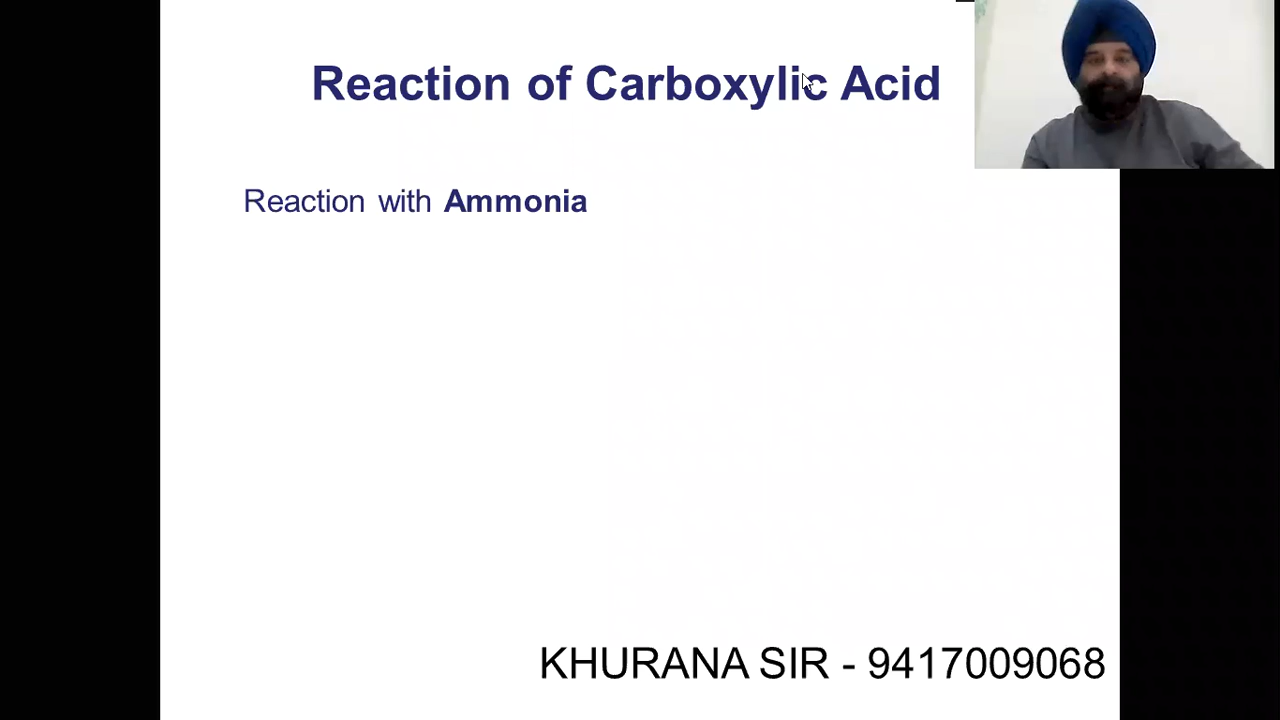 Reaction of Carboxylic Acid
Reaction with Ammonia
KHURANA SIR - 9417009068